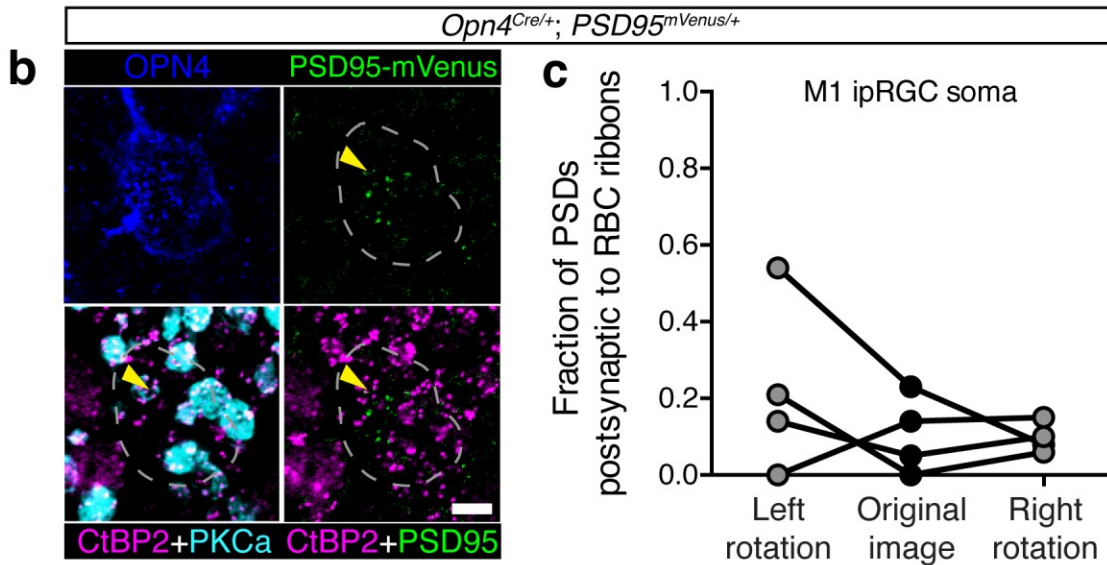 Opn4Cre/+; PSD95mVenus/+
b
OPN4
PSD95-mVenus
CtBP2+PKCa
CtBP2+PSD95
c
M1 ipRGC soma
Fraction of PSDs
postsynaptic to RBC ribbons
1.0
0.8
0.6
0.4
0.2
0.0
Left
rotation
Original
image
Right
rotation